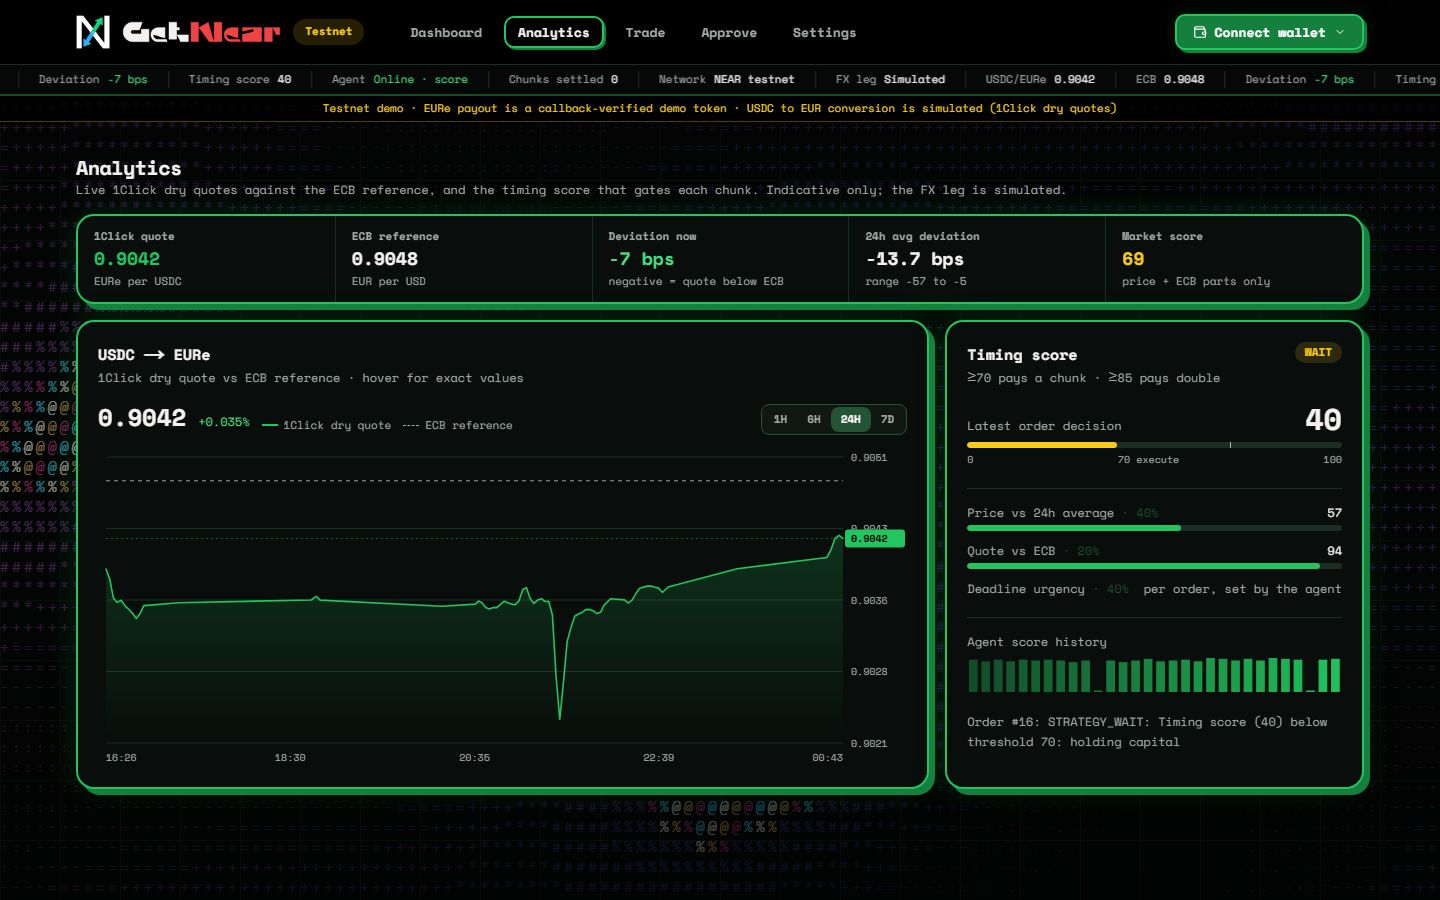 GetKlear Testnet Dashboard Analytics Trade Approve Settings Connect wallet
Deviation -7 bps Timing score 40 Agent Online · score Chunks settled 0 Network NEAR testnet FX leg Simulated USDC/EURe 0.9042 ECB 0.9048 Deviation -7 bps Timing
Testnet demo · EURe payout is a callback-verified demo token · USDC to EUR conversion is simulated (1Click dry quotes)
Analytics
Live 1Click dry quotes against the ECB reference, and the timing score that gates each chunk. Indicative only; the FX leg is simulated.
1Click quote
0.9042
EURe per USDC
ECB reference
0.9048
EUR per USD
Deviation now
-7 bps
negative = quote below ECB
24h avg deviation
-13.7 bps
range -57 to -5
Market score
69
price + ECB parts only
USDC → EURe
1Click dry quote vs ECB reference · hover for exact values
0.9042 +0.035% 1Click dry quote ECB reference
1H 6H 24H 7D
0.9051
0.9043
0.9042
0.9036
0.9028
0.9021
16:26 18:30 20:35 22:39 00:43
Timing score WAIT
≥70 pays a chunk · ≥85 pays double
Latest order decision 40
0 70 execute 100
Price vs 24h average · 40% 57
Quote vs ECB · 20% 94
Deadline urgency · 40% per order, set by the agent
Agent score history
Order #16: STRATEGY_WAIT: Timing score (40) below
threshold 70: holding capital